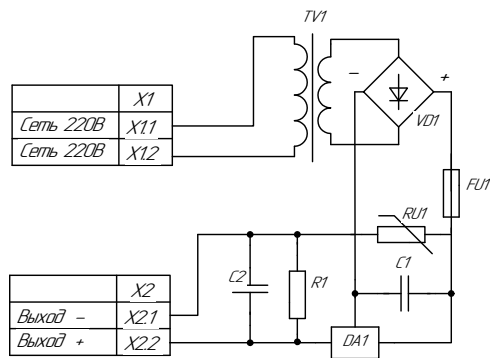 TV1
X1
Сеть 220В X1.1
Сеть 220В X1.2
− +
VD1
FU1
RU1
C1
C2
R1
DA1
X2
Выход − X2.1
Выход + X2.2